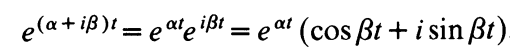 e^{(α + iβ)t} = e^{αt}e^{iβt} = e^{αt} (cos βt + i sin βt)